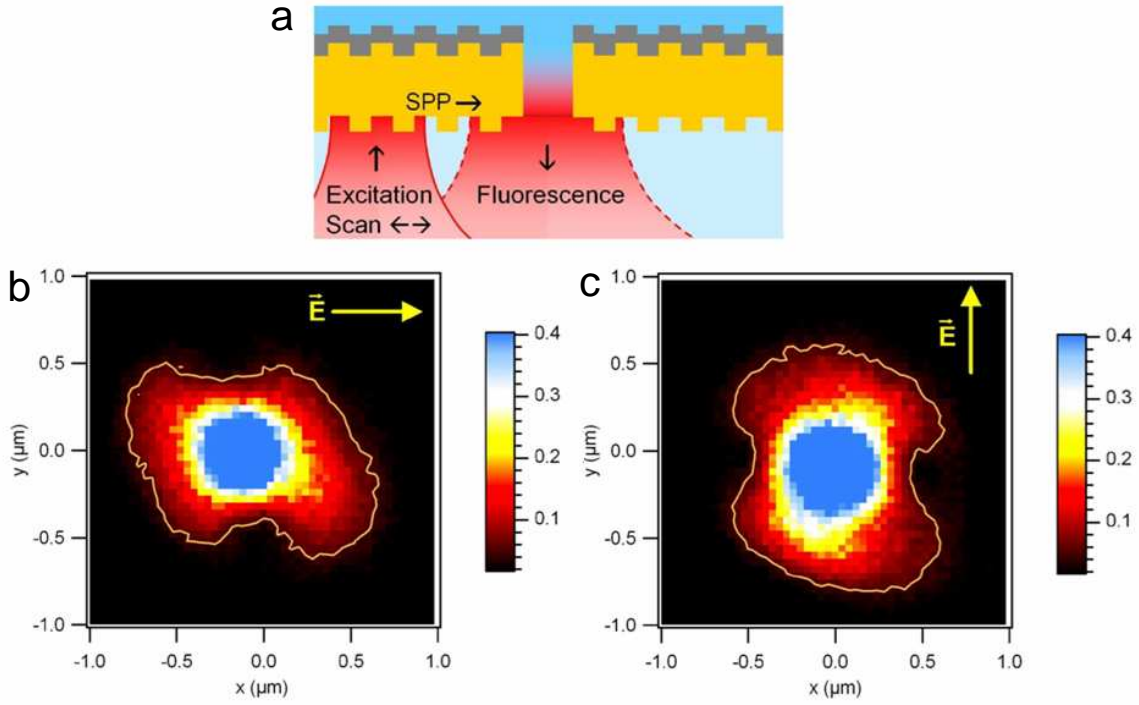 a
SPP →
↑ ↓
Excitation Fluorescence
Scan ←→
b
1.0
0.5
0.0
-0.5
-1.0
y (µm)
-1.0 -0.5 0.0 0.5 1.0
x (µm)
E⃗
0.4
0.3
0.2
0.1
c
1.0
0.5
0.0
-0.5
-1.0
y (µm)
-1.0 -0.5 0.0 0.5 1.0
x (µm)
E⃗
0.4
0.3
0.2
0.1